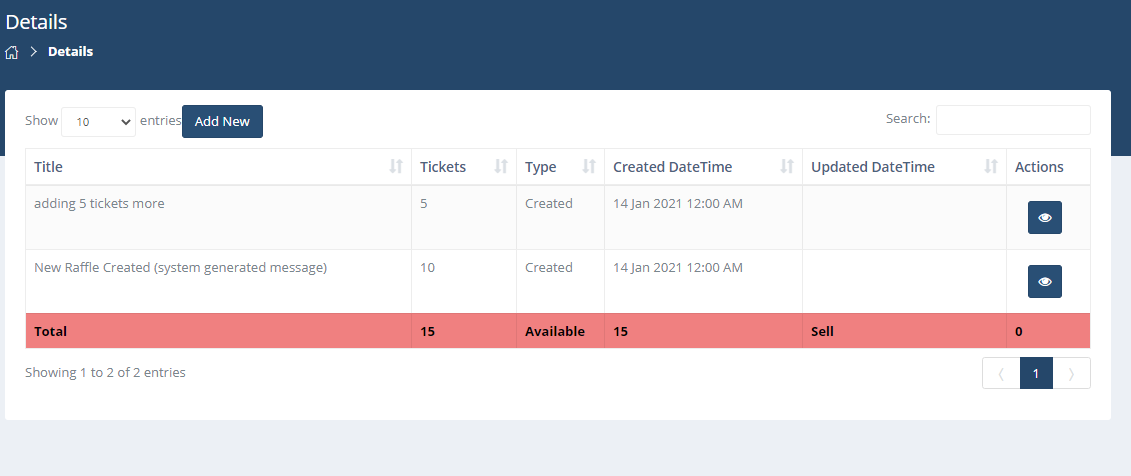 Details
Details
Show 10 entries Add New Search:
Title Tickets Type Created DateTime Updated DateTime Actions
adding 5 tickets more 5 Created 14 Jan 2021 12:00 AM
New Raffle Created (system generated message) 10 Created 14 Jan 2021 12:00 AM
Total 15 Available 15 Sell 0
Showing 1 to 2 of 2 entries 1